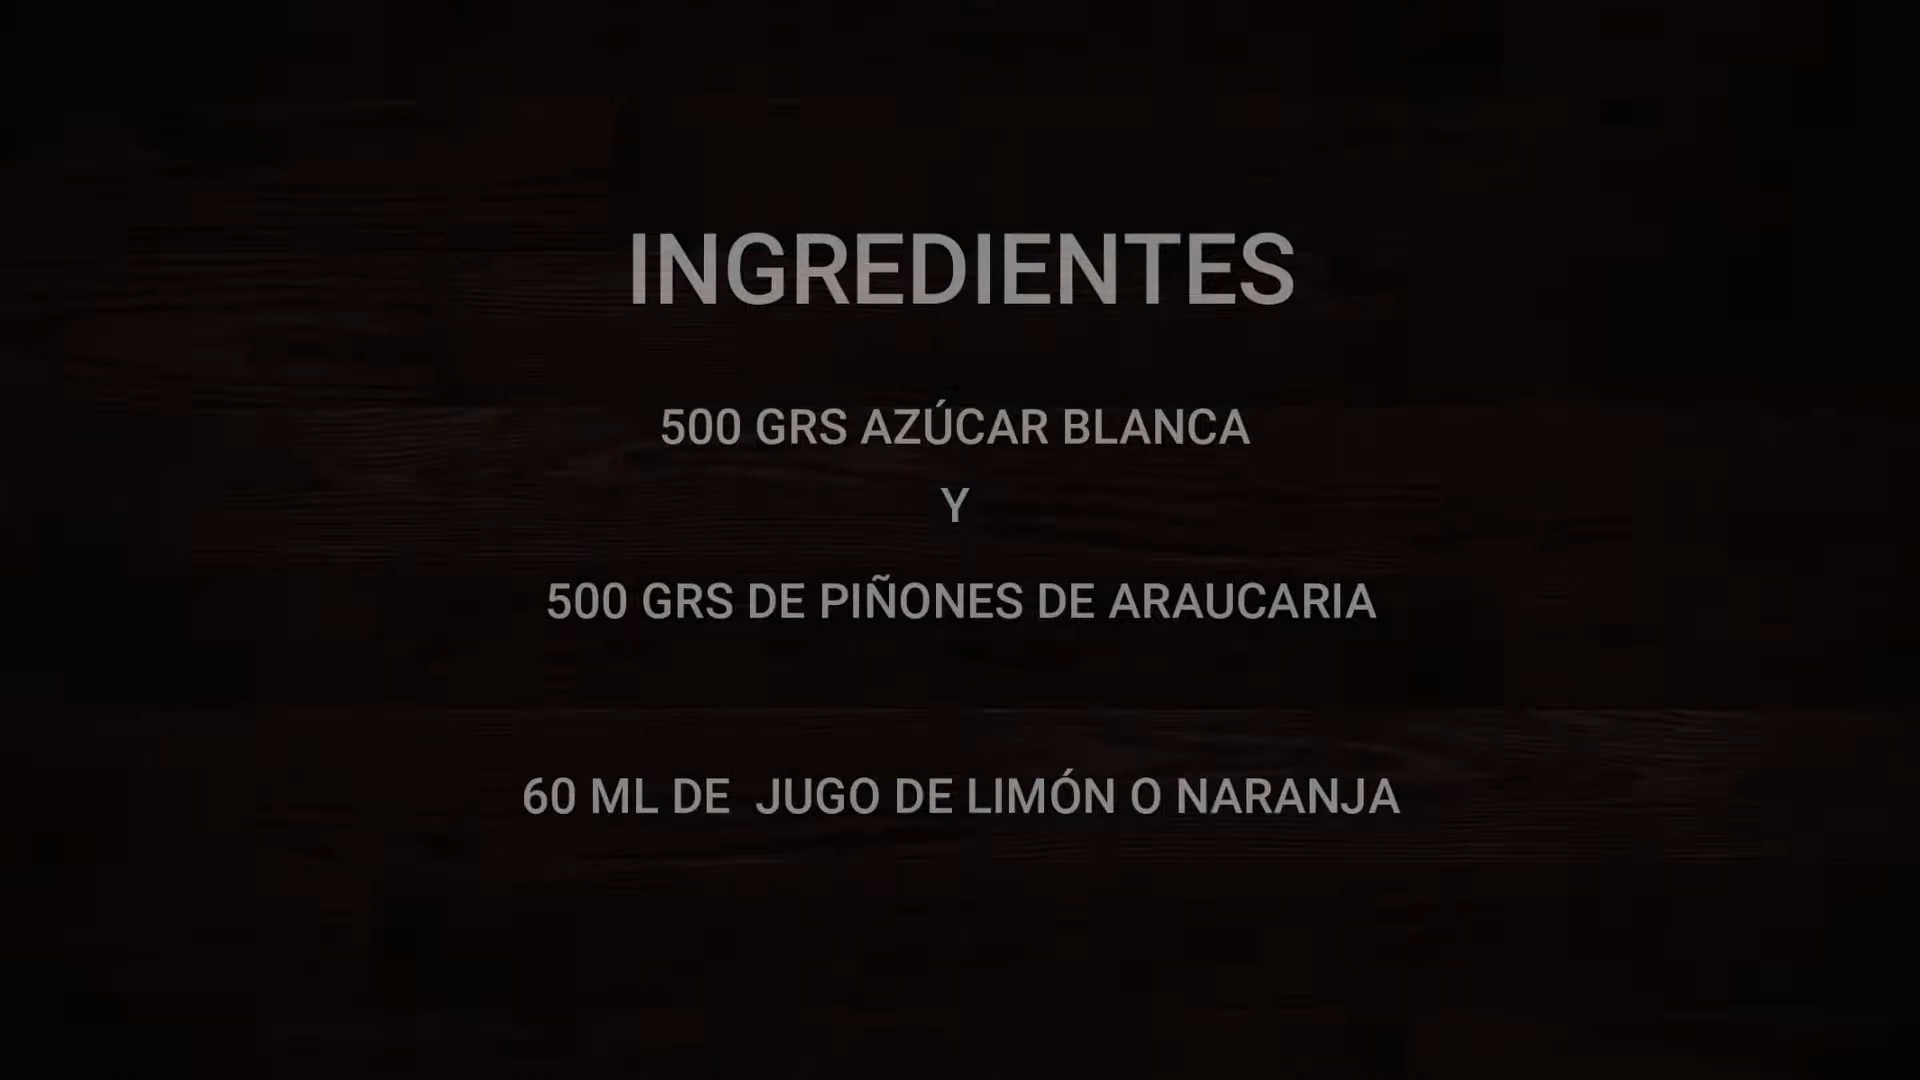 INGREDIENTES
500 GRS AZÚCAR BLANCA
Y
500 GRS DE PIÑONES DE ARAUCARIA
60 ML DE  JUGO DE LIMÓN O NARANJA